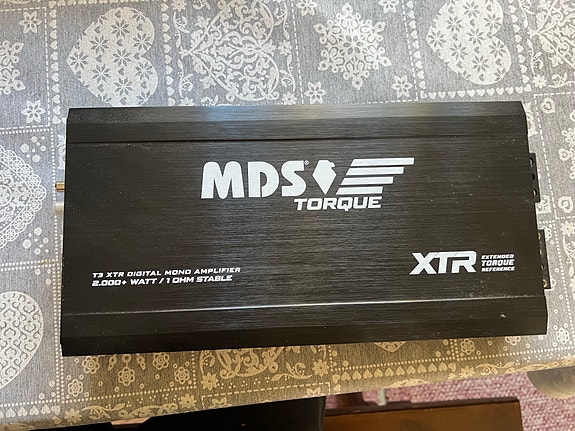 MDS®
TORQUE
T3 XTR DIGITAL MONO AMPLIFIER
2.000+ WATT / 1 OHM STABLE
XTR
EXTENDED
TORQUE
REFERENCE